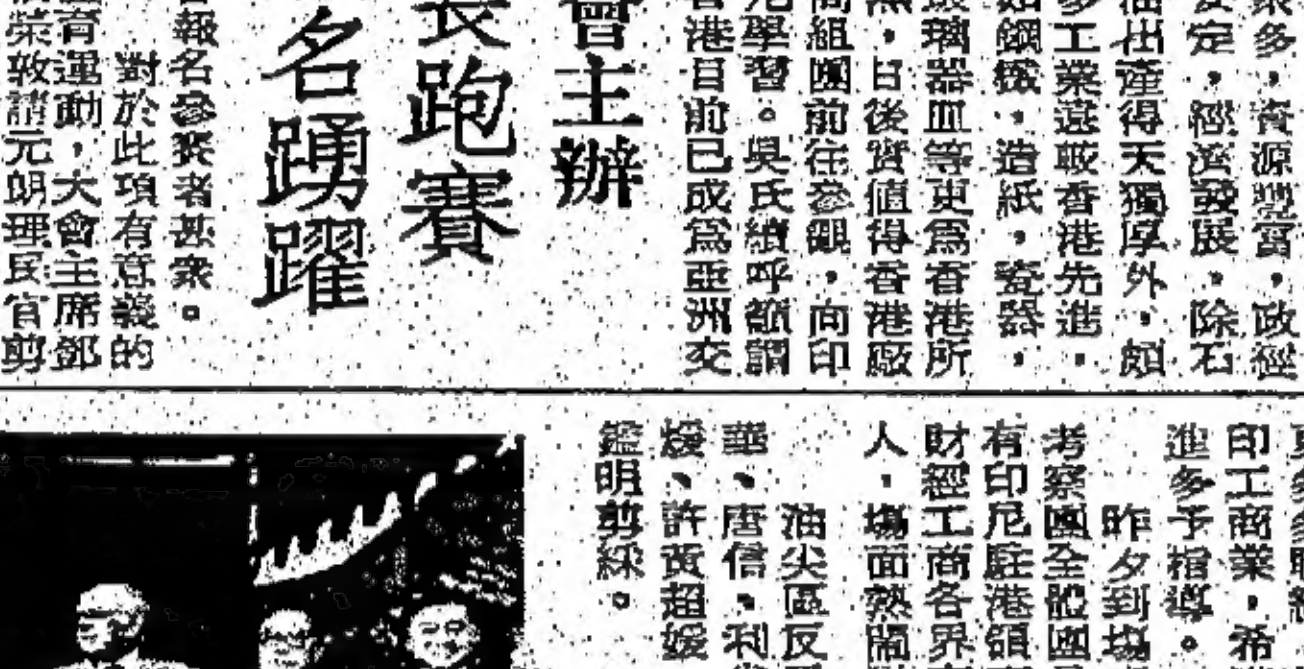 衆多，資源豐富，政經
安定，經濟發展，除石
油出產得天獨厚外，頗
多工業遠較香港先進。
如鋼鐵、造紙、瓷器、
玻璃器皿等更爲香港所
，日後實值得香港廠
商組團前往參觀，向印
尼學習。吳氏續呼籲謂
香港目前已成爲亞洲交
會主辦
長跑賽
名踴躍
報名參賽者甚衆。
對於此項有意義的
育運動，大會主席鄧
榮敦請元朗理民官剪
印工商業，希
進多予指導。
昨夕到場
考察團全體團
有印尼駐港領
財經工商各界
人，塲面熱鬧
油尖區反
華、唐信、利
媛、許黃超媛
鑑明剪綵。